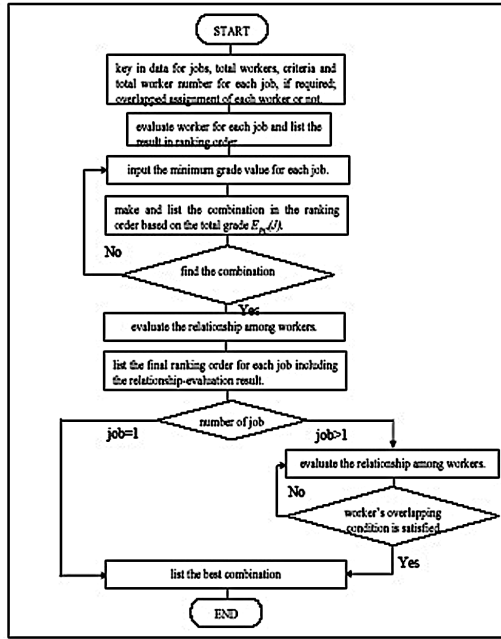 START
key in data for jobs, total workers, criteria and
total worker number for each job, if required;
overlapped assignment of each worker or not.
evaluate worker for each job and list the
result in ranking order
input the minimum grade value for each job.
make and list the combination in the ranking
order based on the total grade
No
find the combination
Yes
evaluate the relationship among workers.
list the final ranking order for each job including
the relationship-evaluation result.
number of job
job=1
job>1
evaluate the relationship among workers.
No
worker's overlapping
condition is satisfied
Yes
list the best combination
END